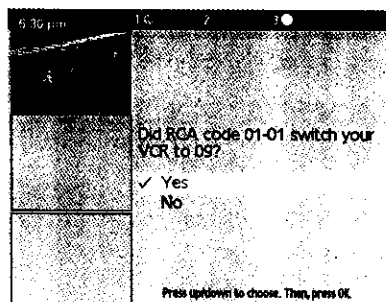 6:30 pm 1 2 3
Did RCA code 01-01 switch your
VCR to 09?
✓ Yes
No
Press up/down to choose. Then, press OK.